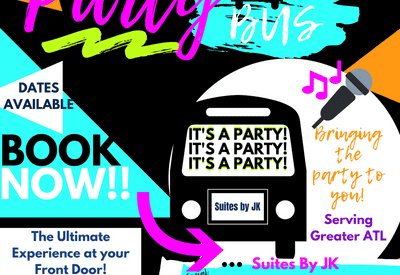 Party
BUS
DATES
AVAILABLE
BOOK
NOW!!
IT'S A PARTY!
IT'S A PARTY!
IT'S A PARTY!
Suites by JK
Bringing
the
party to
you!
Serving
Greater ATL
The Ultimate
Experience at your
Front Door!
... Suites By JK